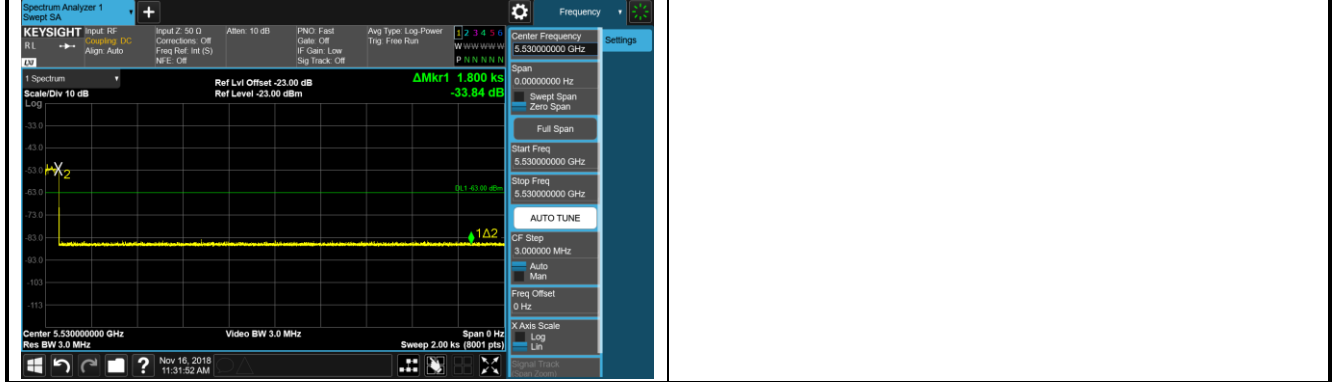 Spectrum Analyzer 1
Swept SA
Frequency
KEYSIGHT
R L
LXI
Input: RF
Coupling: DC
Align: Auto
Input Z: 50 Ω
Corrections: Off
Freq Ref: Int (S)
NFE: Off
Atten: 10 dB
PNO: Fast
Gate: Off
IF Gain: Low
Sig Track: Off
Avg Type: Log-Power
Trig: Free Run
1 2 3 4 5 6
W W W W W W
P N N N N N
1 Spectrum
Scale/Div 10 dB
Ref Lvl Offset -23.00 dB
Ref Level -23.00 dBm
ΔMkr1 1.800 ks
-33.84 dB
Log
-33.0
-43.0
-53.0
-63.0
-73.0
-83.0
-93.0
-103
-113
X2
DL1 -63.00 dBm
1Δ2
Center 5.530000000 GHz
Res BW 3.0 MHz
Video BW 3.0 MHz
Span 0 Hz
Sweep 2.00 ks (8001 pts)
?
Nov 16, 2018
11:31:52 AM
Center Frequency
5.530000000 GHz
Span
0.00000000 Hz
Swept Span
Zero Span
Full Span
Start Freq
5.530000000 GHz
Stop Freq
5.530000000 GHz
AUTO TUNE
CF Step
3.000000 MHz
Auto
Man
Freq Offset
0 Hz
X Axis Scale
Log
Lin
Signal Track
(Span Zoom)
Settings